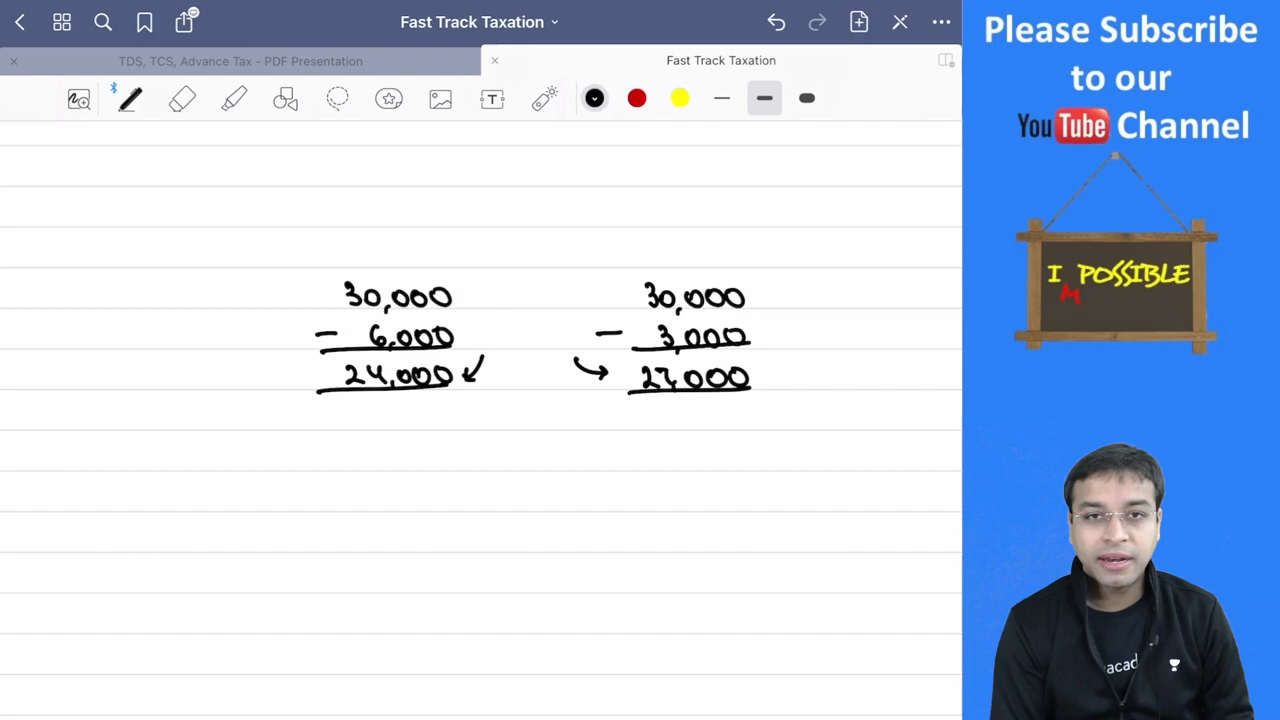 Fast Track Taxation
TDS, TCS, Advance Tax - PDF Presentation
Fast Track Taxation
T
30,000
- 6,000
24,000
30,000
- 3,000
27,000
Please Subscribe
to our
YouTube Channel
I POSSIBLE
M
acad